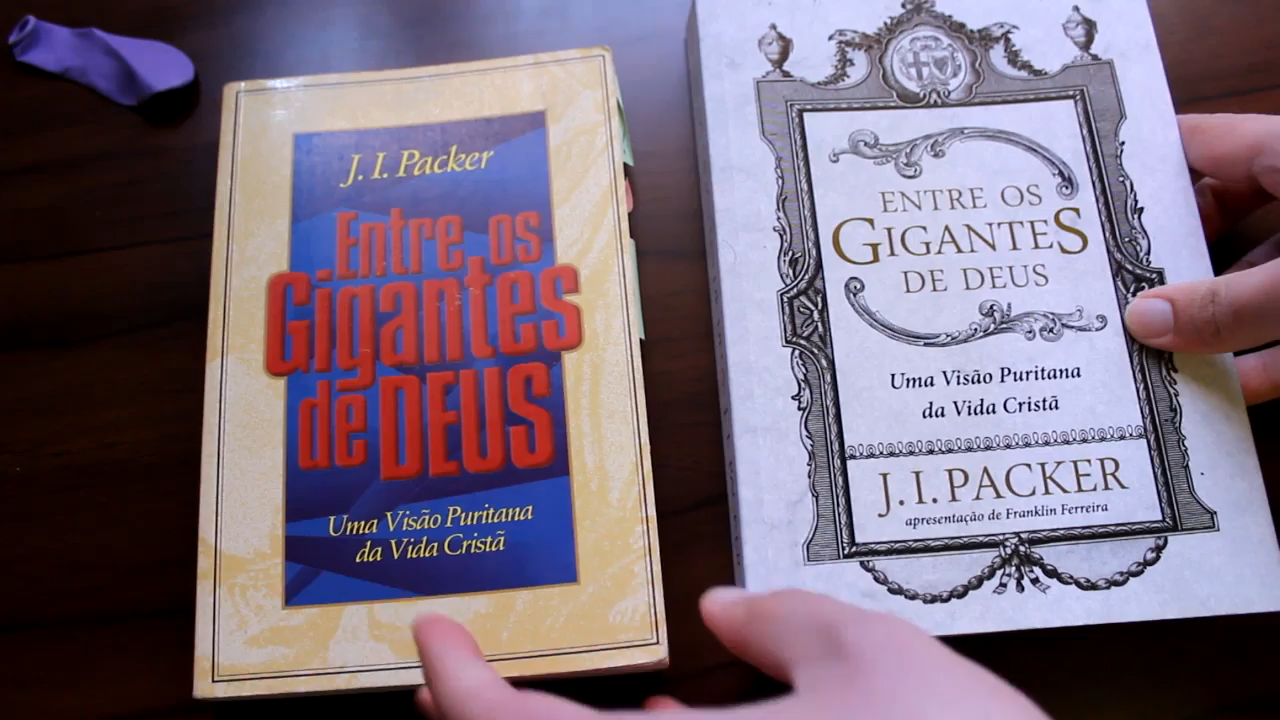 J. I. Packer
Entre os
Gigantes
de DEUS
Uma Visão Puritana
da Vida Cristã
ENTRE OS
GIGANTES
DE DEUS
Uma Visão Puritana
da Vida Cristã
J. I. PACKER
apresentação de Franklin Ferreira